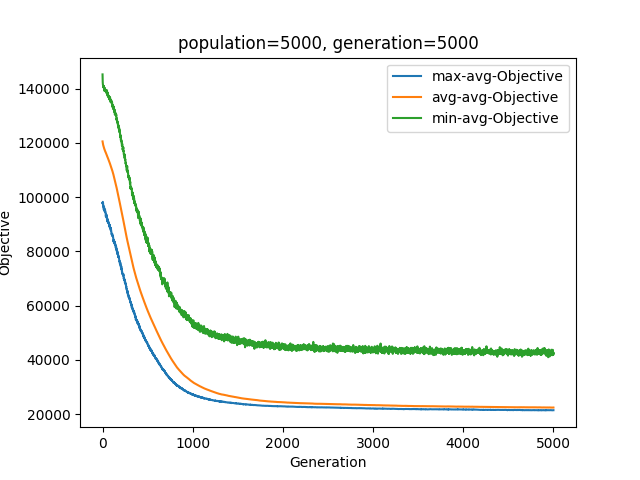 population=5000, generation=5000
max-avg-Objective
avg-avg-Objective
min-avg-Objective
Objective
140000
120000
100000
80000
60000
40000
20000
0 1000 2000 3000 4000 5000
Generation